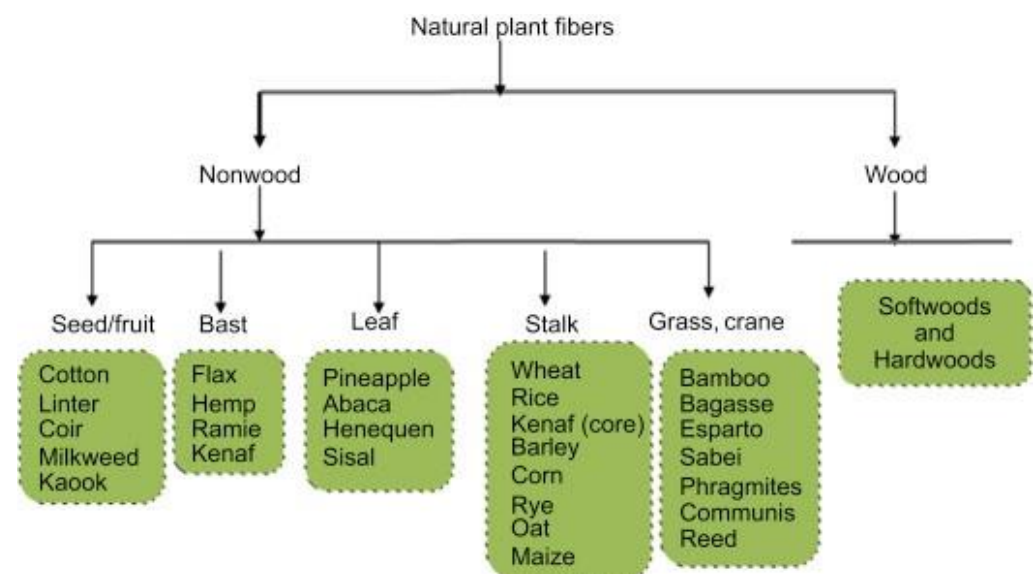 Natural plant fibers
Nonwood
Wood
Seed/fruit
Cotton
Linter
Coir
Milkweed
Kaook
Bast
Flax
Hemp
Ramie
Kenaf
Leaf
Pineapple
Abaca
Henequen
Sisal
Stalk
Wheat
Rice
Kenaf (core)
Barley
Corn
Rye
Oat
Maize
Grass, crane
Bamboo
Bagasse
Esparto
Sabei
Phragmites
Communis
Reed
Softwoods
and
Hardwoods